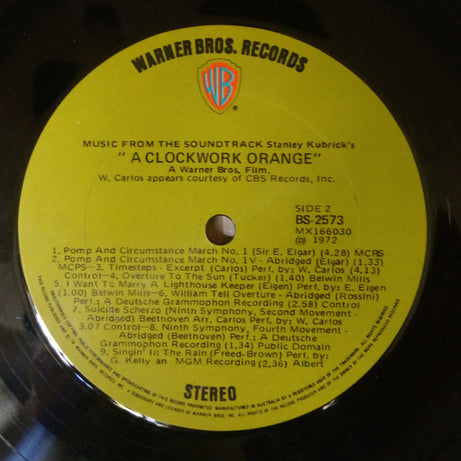 WARNER BROS. RECORDS
WB
MUSIC FROM THE SOUNDTRACK Stanley Kubrick's
"A CLOCKWORK ORANGE"
A Warner Bros, Film,
W. Carlos appears courtesy of CBS Records, Inc.
SIDE 2
BS-2573
MX166030
℗ 1972
1. Pomp And Circumstance March No. 1 (Sir E, Elgar) (4,28) MCPS
2. Pomp And Circumstance March No. 1V - Abridged (Elgar) (1,33)
MCPS-3, Timesteps - Excerpt (Carlos) Perf, by: W, Carlos (4,13)
Control-4, Overture To The Sun (Tucker) (1,40) Belwin Mills
5, I Want To Marry A Lighthouse Keeper (Eigen) Perf, by: E. Eigen
(1,00) Belwin Mills-6, William Tell Overture - Abridged (Rossini)
Perf,: A Deutsche Grammophon Recording (2,58) Control
7, Suicide Scherzo (Ninth Symphony, Second Movement -
Abridged) Beethoven Arr, Carlos Perf, by: W, Carlos
3,07 Control-8, Ninth Symphony, Fourth Movement -
Abridged (Beethoven) Perf,: A Deutsche
Grammophon Recording (1,34) Public Domain
9, Singin' In The Rain (Freed-Brown) Perf, by:
G. Kelly an MGM Recording (2,36) Albert
STEREO